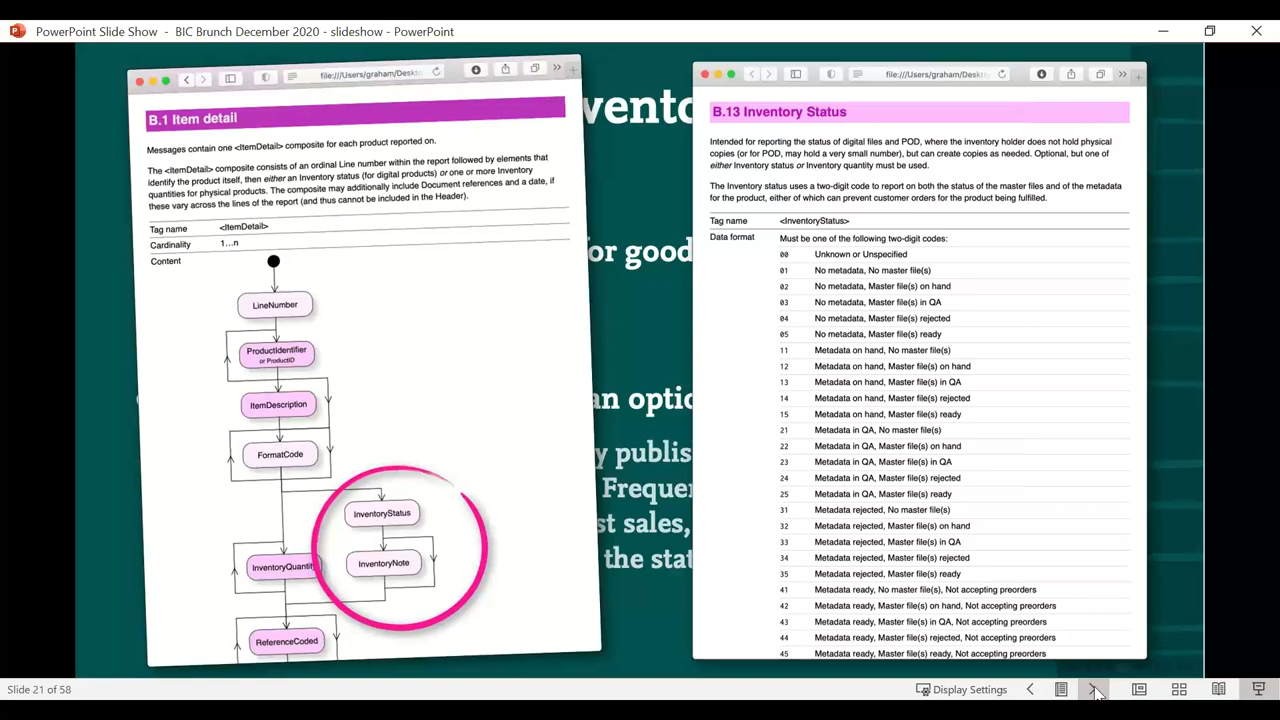 PowerPoint Slide Show - BIC Brunch December 2020 - slideshow - PowerPoint
file:///Users/graham/Deskto
B.1 Item detail
Messages contain one <ItemDetail> composite for each product reported on.
The <ItemDetail> composite consists of an ordinal Line number within the report followed by elements that
identify the product itself, then either an Inventory status (for digital products) or one or more Inventory
quantities for physical products. The composite may additionally include Document references and a date, if
these vary across the lines of the report (and thus cannot be included in the Header).
Tag name <ItemDetail>
Cardinality 1…n
Content
LineNumber
ProductIdentifier
or ProductID
ItemDescription
FormatCode
InventoryStatus
InventoryNote
InventoryQuantity
ReferenceCoded
for good
an optio
y publis
Frequen
st sales,
the stat
file:///Users/graham/Deskto
B.13 Inventory Status
Intended for reporting the status of digital files and POD, where the inventory holder does not hold physical
copies (or for POD, may hold a very small number), but can create copies as needed. Optional, but one of
either Inventory status or Inventory quantity must be used.
The Inventory status uses a two-digit code to report on both the status of the master files and of the metadata
for the product, either of which can prevent customer orders for the product being fulfilled.
Tag name <InventoryStatus>
Data format Must be one of the following two-digit codes:
00 Unknown or Unspecified
01 No metadata, No master file(s)
02 No metadata, Master file(s) on hand
03 No metadata, Master file(s) in QA
04 No metadata, Master file(s) rejected
05 No metadata, Master file(s) ready
11 Metadata on hand, No master file(s)
12 Metadata on hand, Master file(s) on hand
13 Metadata on hand, Master file(s) in QA
14 Metadata on hand, Master file(s) rejected
15 Metadata on hand, Master file(s) ready
21 Metadata in QA, No master file(s)
22 Metadata in QA, Master file(s) on hand
23 Metadata in QA, Master file(s) in QA
24 Metadata in QA, Master file(s) rejected
25 Metadata in QA, Master file(s) ready
31 Metadata rejected, No master file(s)
32 Metadata rejected, Master file(s) on hand
33 Metadata rejected, Master file(s) in QA
34 Metadata rejected, Master file(s) rejected
35 Metadata rejected, Master file(s) ready
41 Metadata ready, No master file(s), Not accepting preorders
42 Metadata ready, Master file(s) on hand, Not accepting preorders
43 Metadata ready, Master file(s) in QA, Not accepting preorders
44 Metadata ready, Master file(s) rejected, Not accepting preorders
45 Metadata ready, Master file(s) ready, Not accepting preorders
Slide 21 of 58
Display Settings